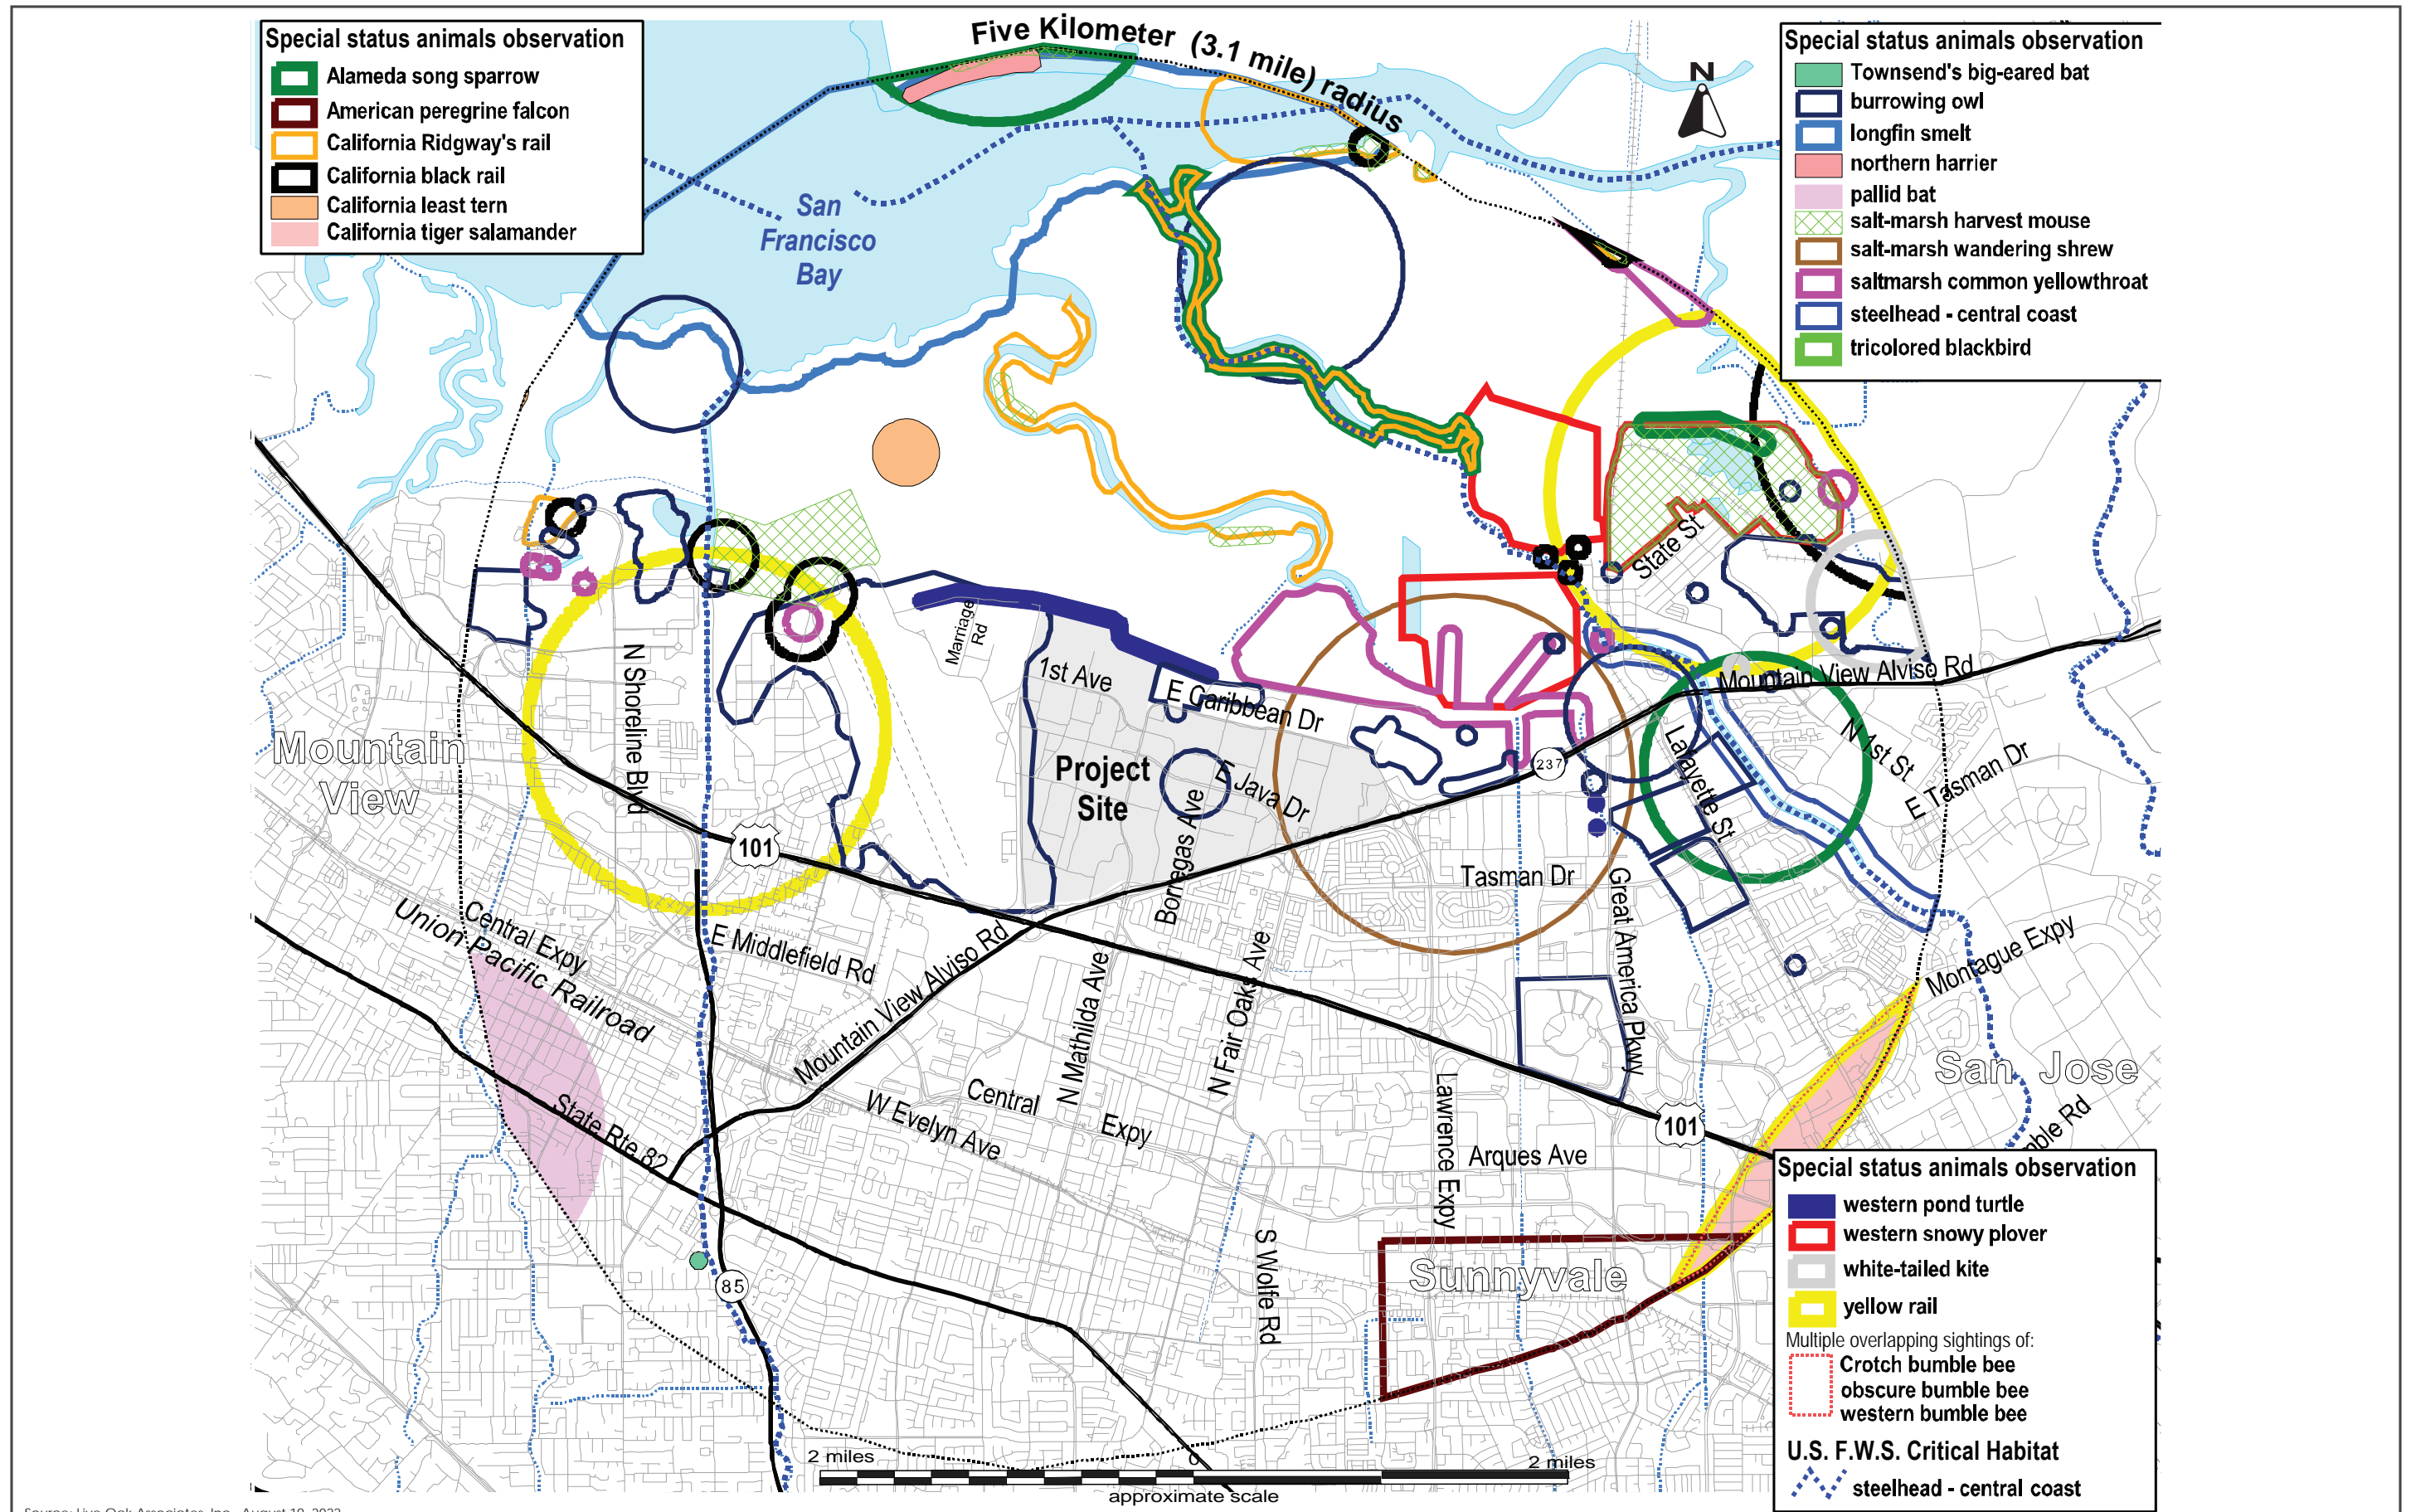 Five Kilometer (3.1 mile) radius
Special status animals observation
Alameda song sparrow
American peregrine falcon
California Ridgway's rail
California black rail
California least tern
California tiger salamander
Special status animals observation
Townsend's big-eared bat
burrowing owl
longfin smelt
northern harrier
pallid bat
salt-marsh harvest mouse
salt-marsh wandering shrew
saltmarsh common yellowthroat
steelhead - central coast
tricolored blackbird
N
San
Francisco
Bay
State St
Marriage
Rd
1st Ave
E Caribbean Dr
Mountain View Alviso Rd
N Shoreline Blvd
Mountain
View
Project
Site
E Java Dr
Borregas Ave
237
Lafayette St
N 1st St
E Tasman Dr
101
Tasman Dr
Great America Pkwy
Central Expy
Union Pacific Railroad
E Middlefield Rd
Mountain View Alviso Rd
N Mathilda Ave
N Fair Oaks Ave
Montague Expy
San Jose
State Rte 82
W Evelyn Ave
Central
Expy
Lawrence Expy
Arques Ave
101
mble Rd
S Wolfe Rd
Sunnyvale
85
Special status animals observation
western pond turtle
western snowy plover
white-tailed kite
yellow rail
Multiple overlapping sightings of:
Crotch bumble bee
obscure bumble bee
western bumble bee
U.S. F.W.S. Critical Habitat
steelhead - central coast
2 miles
0
2 miles
approximate scale